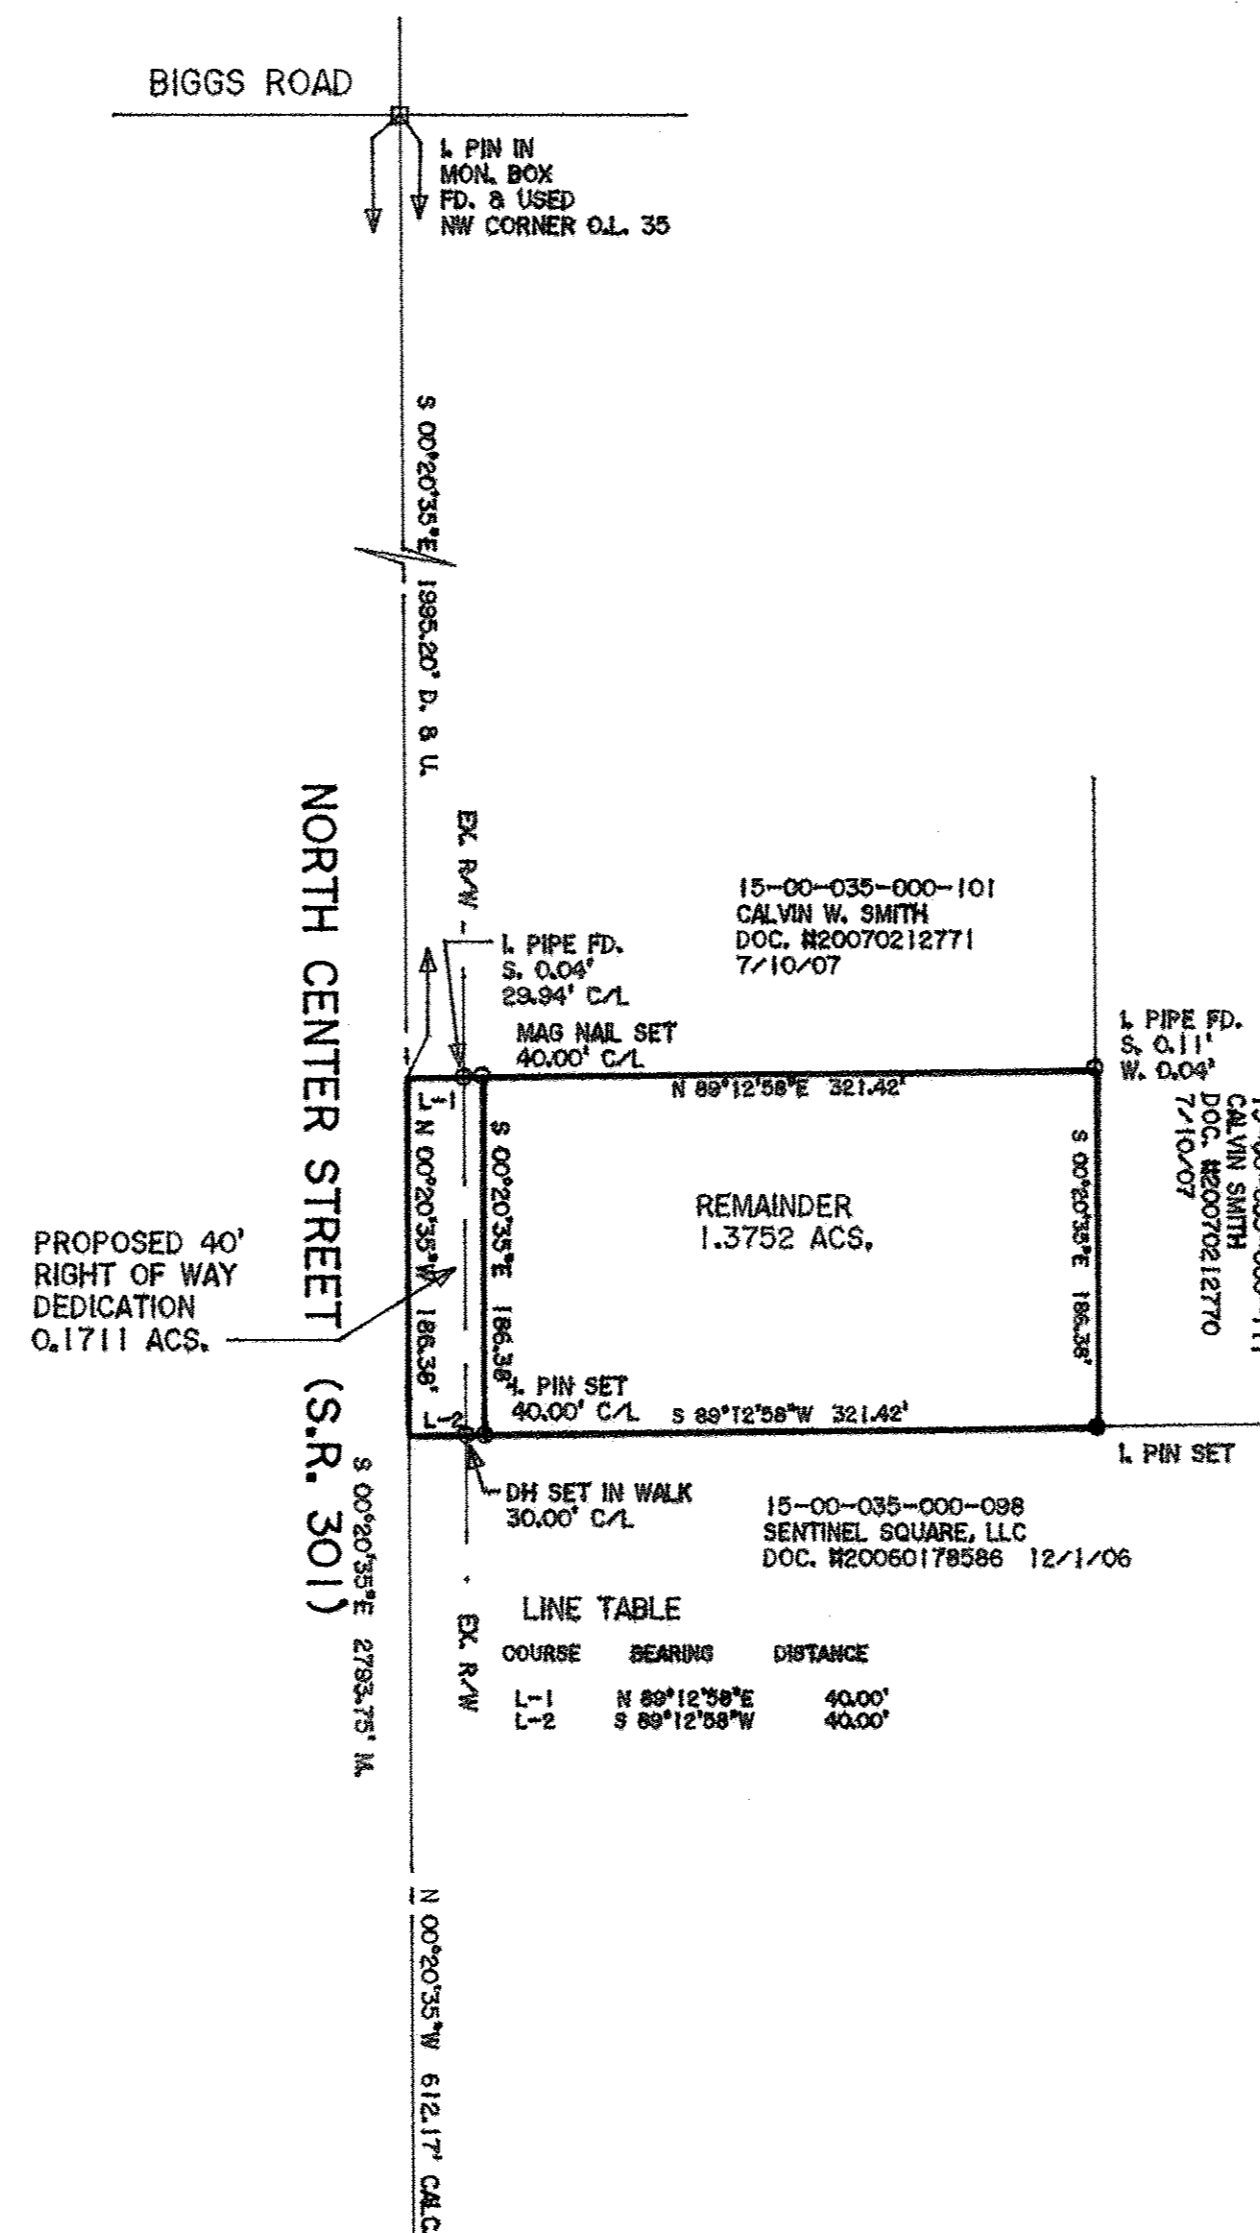 BIGGS ROAD
I. PIN IN
MON. BOX
FD. & USED
NW CORNER O.L. 35
S 00°20'35"E 1995.20' D. & U.
NORTH CENTER STREET (S.R. 301)
EX. R/W
15-00-035-000-101
CALVIN W. SMITH
DOC. #20070212771
7/10/07
I. PIPE FD.
S. 0.04'
29.94' C/L
MAG NAIL SET
40.00' C/L
I. PIPE FD.
S. 0.11'
W. 0.04'
N 89°12'58"E 321.42'
L-1
N 00°20'35"W 186.38'
S 00°20'35"E 186.38'
REMAINDER
1.3752 ACS.
S 00°20'35"E 186.38'
CALVIN SMITH
DOC. #20070212770
7/10/07
PROPOSED 40'
RIGHT OF WAY
DEDICATION
0.1711 ACS.
I. PIN SET
40.00' C/L
S 89°12'58"W 321.42'
L-2
I. PIN SET
DH SET IN WALK
30.00' C/L
15-00-035-000-098
SENTINEL SQUARE, LLC
DOC. #20060178586 12/1/06
S 00°20'35"E 2793.75' M.
EX. R/W
LINE TABLE
COURSE BEARING DISTANCE
L-1 N 89°12'58"E 40.00'
L-2 S 89°12'58"W 40.00'
N 00°20'35"W 612.17' CALC.